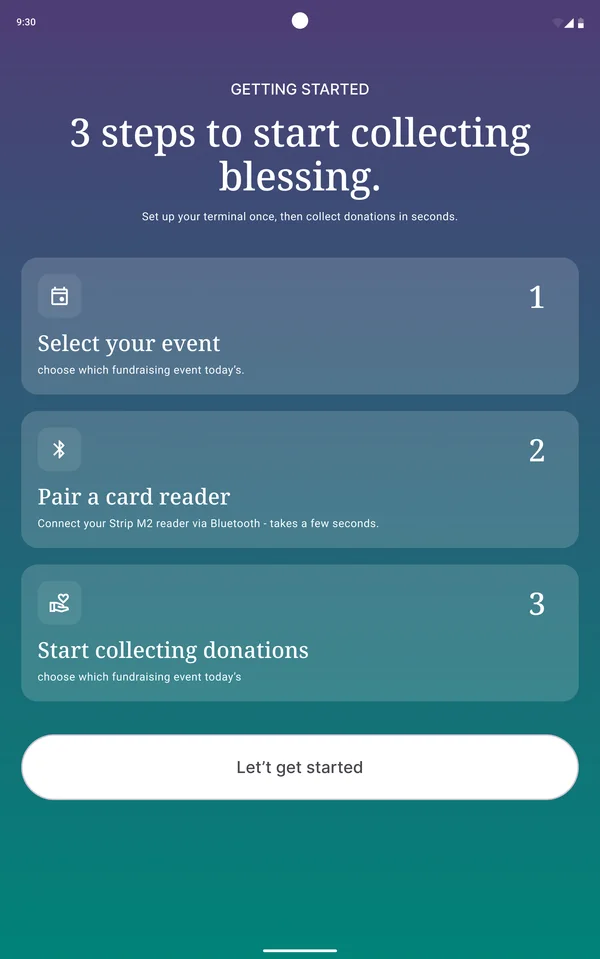 9:30
GETTING STARTED
3 steps to start collecting
blessing.
Set up your terminal once, then collect donations in seconds.
1
Select your event
choose which fundraising event today's.
2
Pair a card reader
Connect your Strip M2 reader via Bluetooth - takes a few seconds.
3
Start collecting donations
choose which fundraising event today's
Let's get started